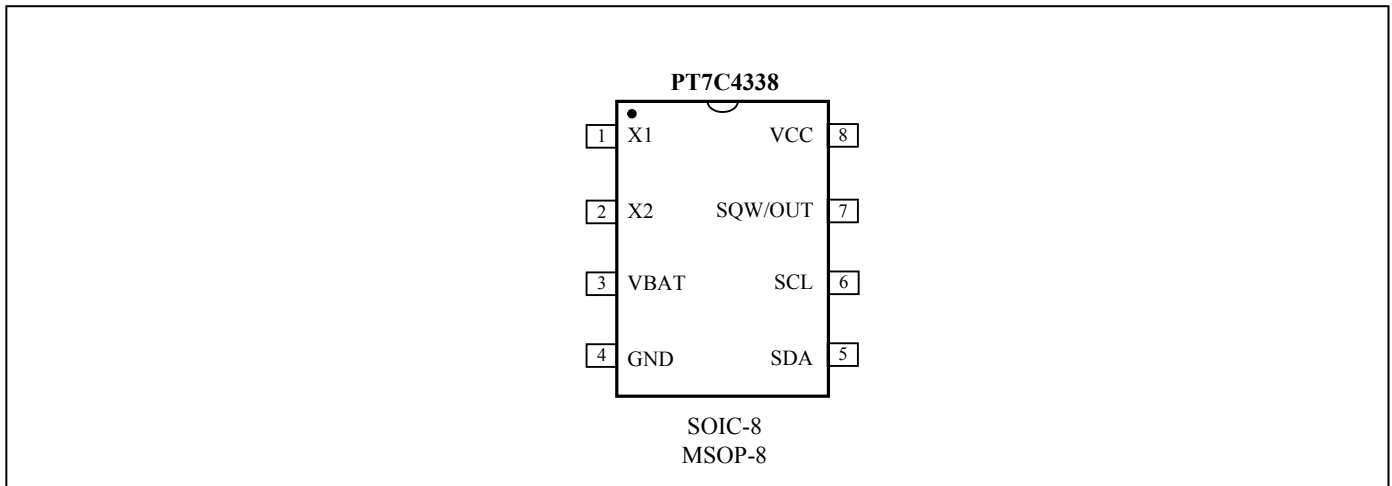 PT7C4338
1 X1 VCC 8
2 X2 SQW/OUT 7
3 VBAT SCL 6
4 GND SDA 5
SOIC-8
MSOP-8